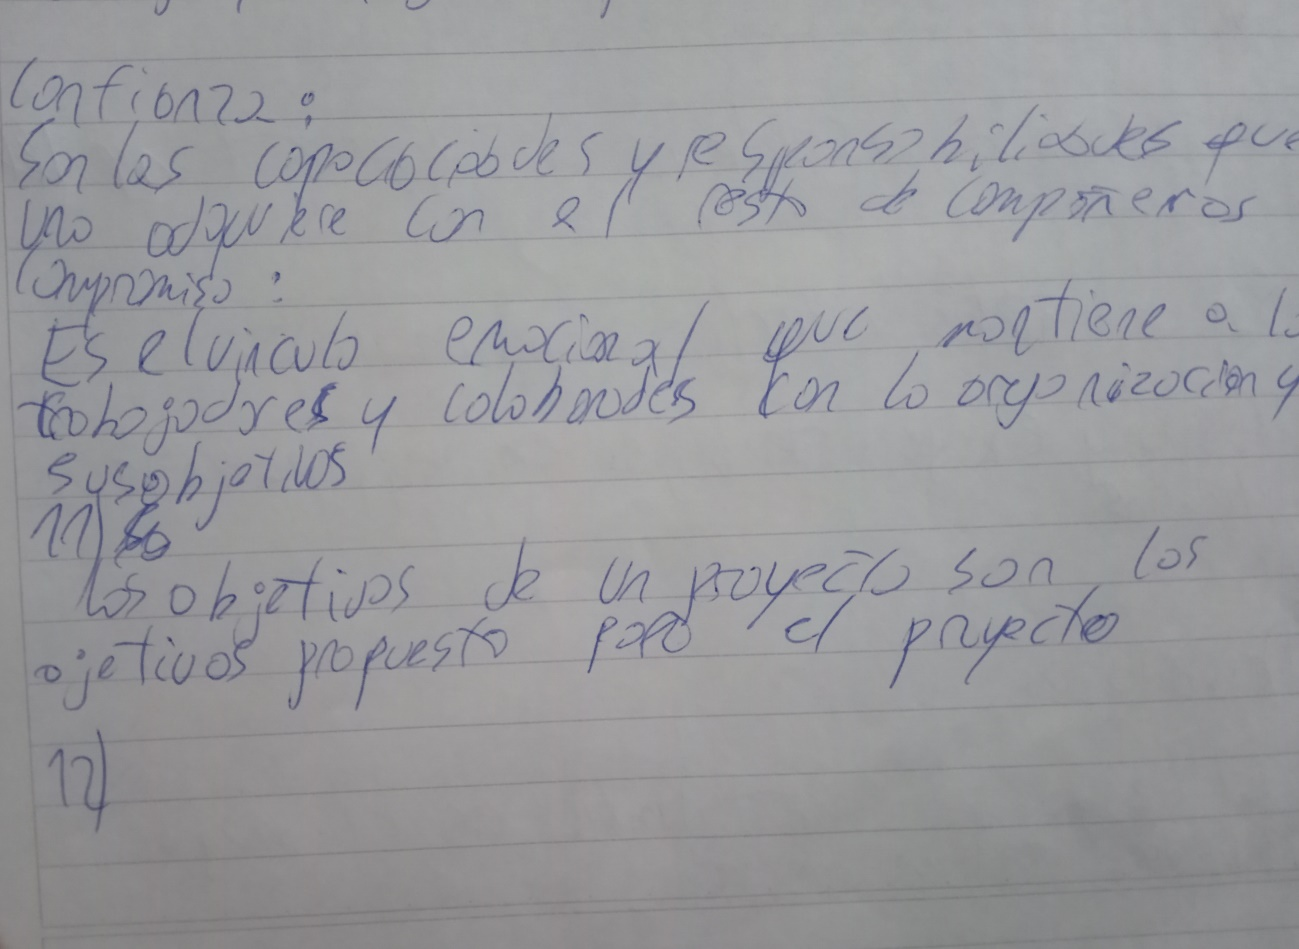 Confianza:
Son las capacidades y responsabilidades que
uno adquiere con el resto de compañeros
Compromiso:
Es el vinculo emocional que mantiene a lo
trabajadores y colaborades con la organizacion y
sus objetivos
11)
los objetivos de un proyecto son los
ojetivos propuesto para el proyecto
12)